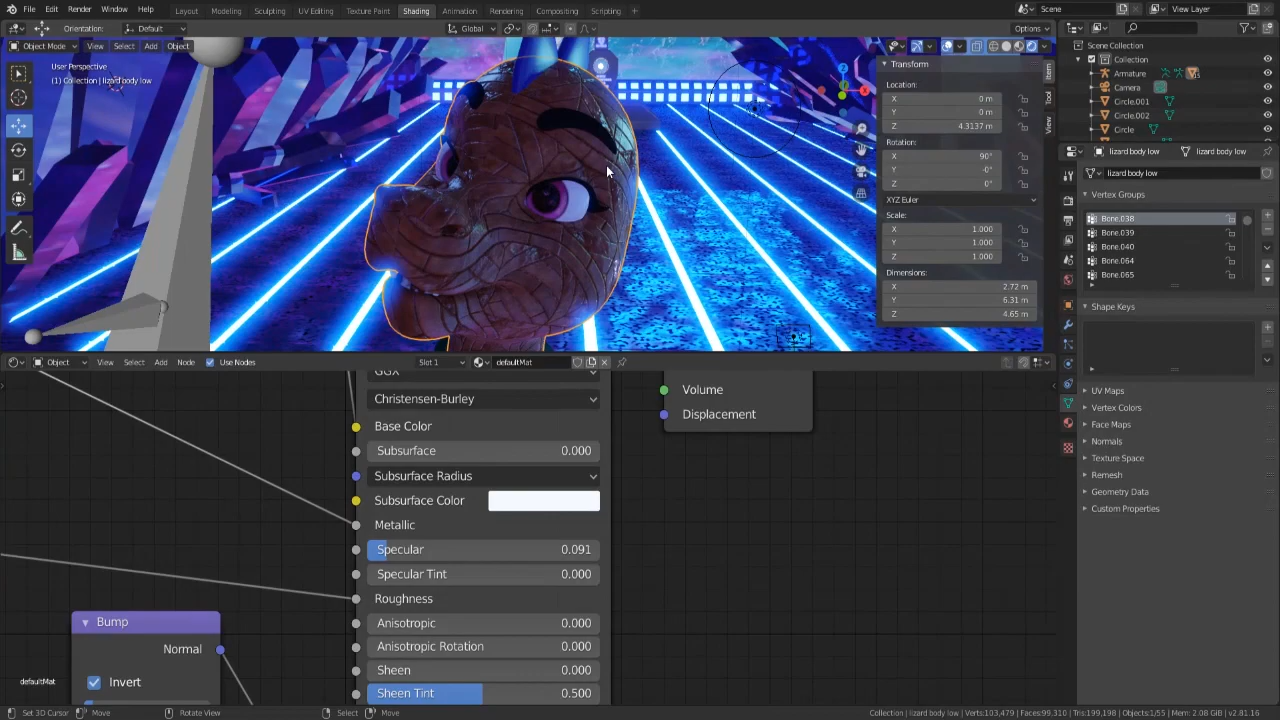 File Edit Render Window Help Layout Modeling Sculpting UV Editing Texture Paint Shading Animation Rendering Compositing Scripting + Scene View Layer
Orientation: Default Global Options
Object Mode View Select Add Object
User Perspective
(1) Collection | lizard body low
Transform
Location:
X 0 m
Y 0 m
Z 4.3137 m
Rotation:
X 90°
Y -0°
Z 0°
XYZ Euler
Scale:
X 1.000
Y 1.000
Z 1.000
Dimensions:
X 2.72 m
Y 6.31 m
Z 4.65 m
Item
Tool
View
Scene Collection
Collection
Armature
Camera
Circle.001
Circle.002
Circle
lizard body low lizard body low
lizard body low
Vertex Groups
Bone.038
Bone.039
Bone.040
Bone.064
Bone.065
Shape Keys
UV Maps
Vertex Colors
Face Maps
Normals
Texture Space
Remesh
Geometry Data
Custom Properties
Object View Select Add Node Use Nodes Slot 1 defaultMat
GGX
Christensen-Burley
Base Color
Subsurface 0.000
Subsurface Radius
Subsurface Color
Metallic
Specular 0.091
Specular Tint 0.000
Roughness
Anisotropic 0.000
Anisotropic Rotation 0.000
Sheen 0.000
Sheen Tint 0.500
Volume
Displacement
Bump
Normal
Invert
defaultMat
Set 3D Cursor Move Rotate View Select Move Collection | lizard body low | Verts:103,479 | Faces:99,310 | Tris:199,198 | Objects:1/55 | Mem: 2.08 GiB | v2.81.16